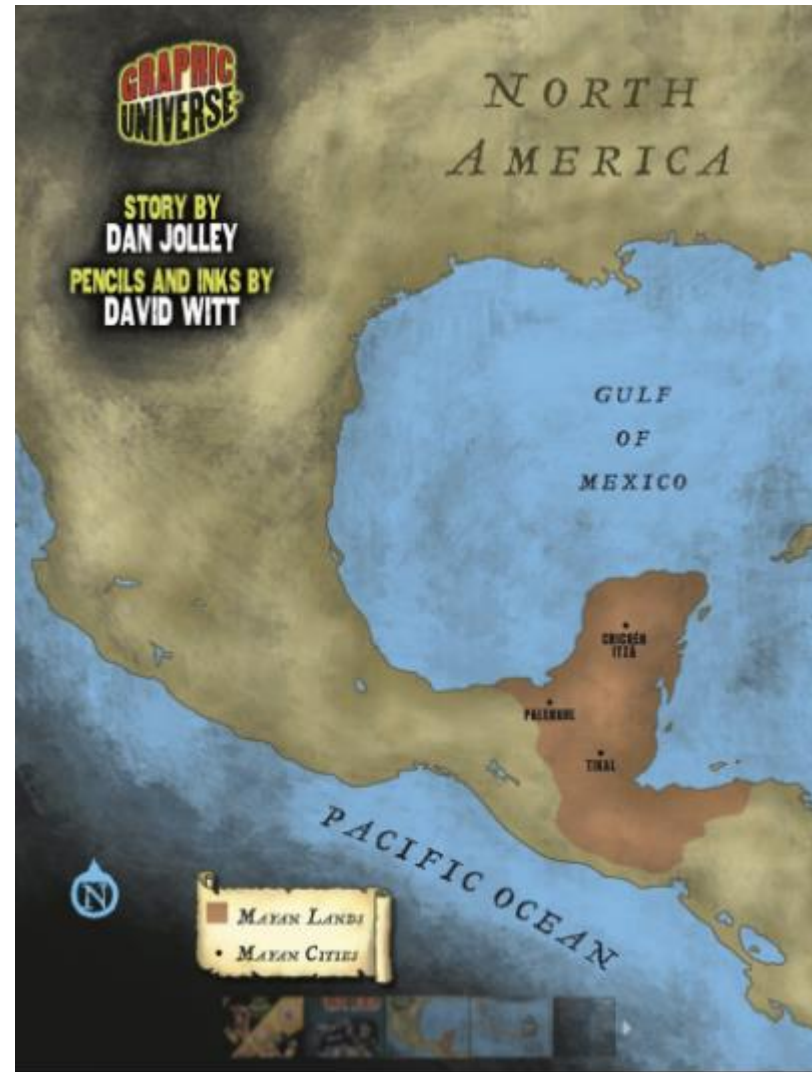 GRAPHIC
UNIVERSE
STORY BY
DAN JOLLEY
PENCILS AND INKS BY
DAVID WITT
NORTH
AMERICA
GULF
OF
MEXICO
CHICHÉN
ITZÁ
PALENQUE
TIKAL
PACIFIC OCEAN
N
MAYAN LANDS
MAYAN CITIES